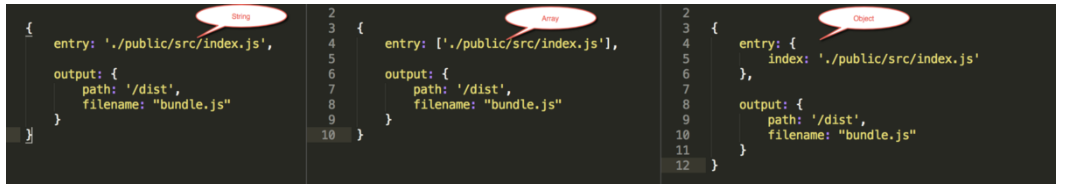 String
{
entry: './public/src/index.js',
output: {
path: '/dist',
filename: "bundle.js"
}
}
Array
2
3 {
4 entry: ['./public/src/index.js'],
5
6 output: {
7 path: '/dist',
8 filename: "bundle.js"
9 }
10 }
Object
2
3 {
4 entry: {
5 index: './public/src/index.js'
6 },
7
8 output: {
9 path: '/dist',
10 filename: "bundle.js"
11 }
12 }